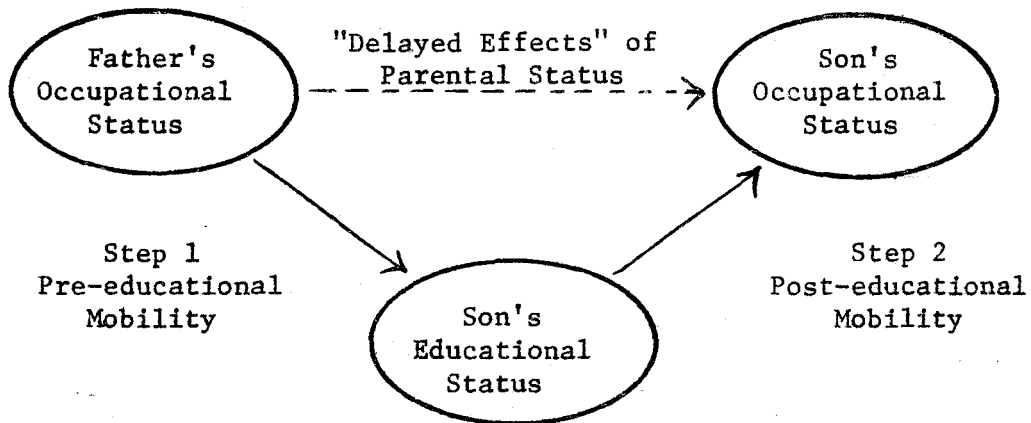 Father's
Occupational
Status
"Delayed Effects" of
Parental Status
Son's
Occupational
Status
Step 1
Pre-educational
Mobility
Son's
Educational
Status
Step 2
Post-educational
Mobility